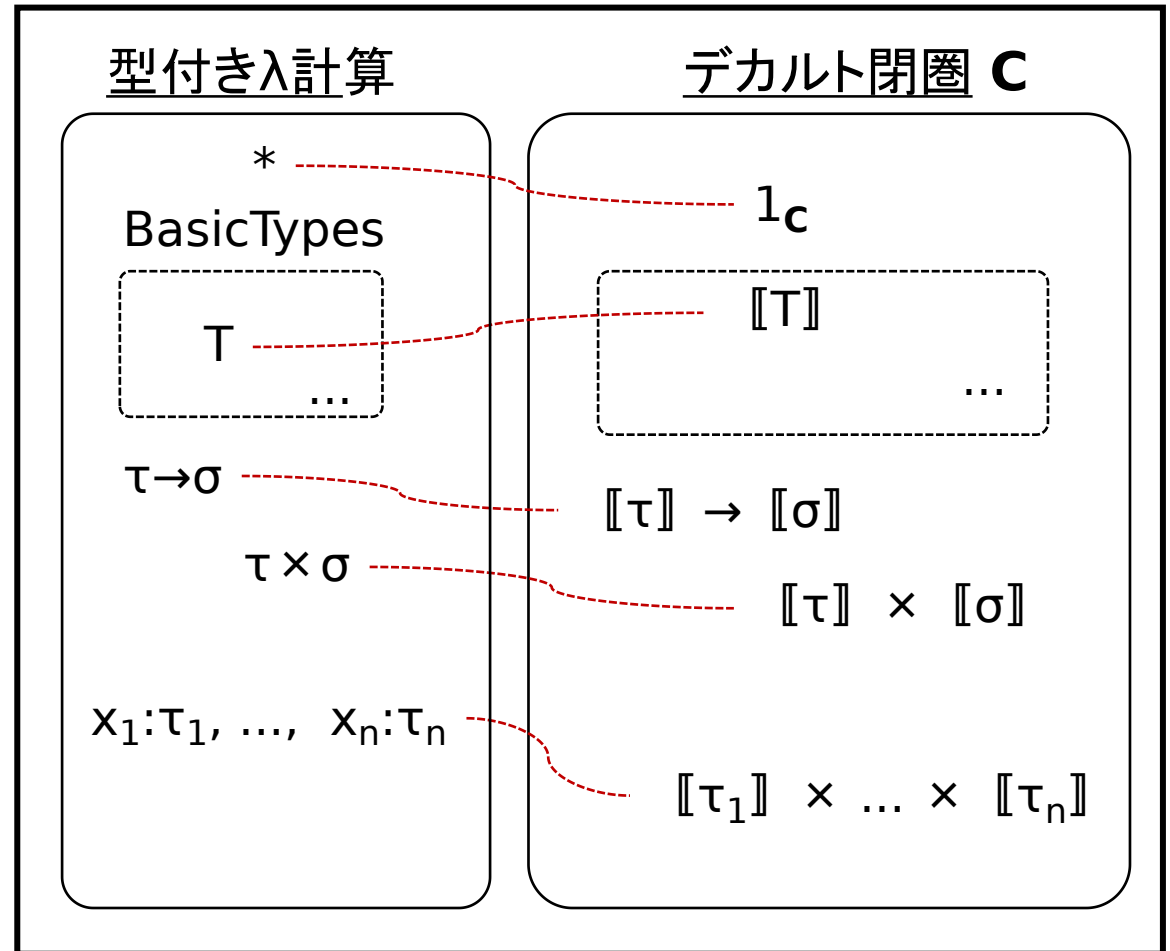 型付きλ計算
デカルト閉圏 C
*
1C
BasicTypes
T
...
⟦T⟧
...
τ→σ
⟦τ⟧ → ⟦σ⟧
τ×σ
⟦τ⟧ × ⟦σ⟧
x₁:τ₁, ..., xₙ:τₙ
⟦τ₁⟧ × ... × ⟦τₙ⟧